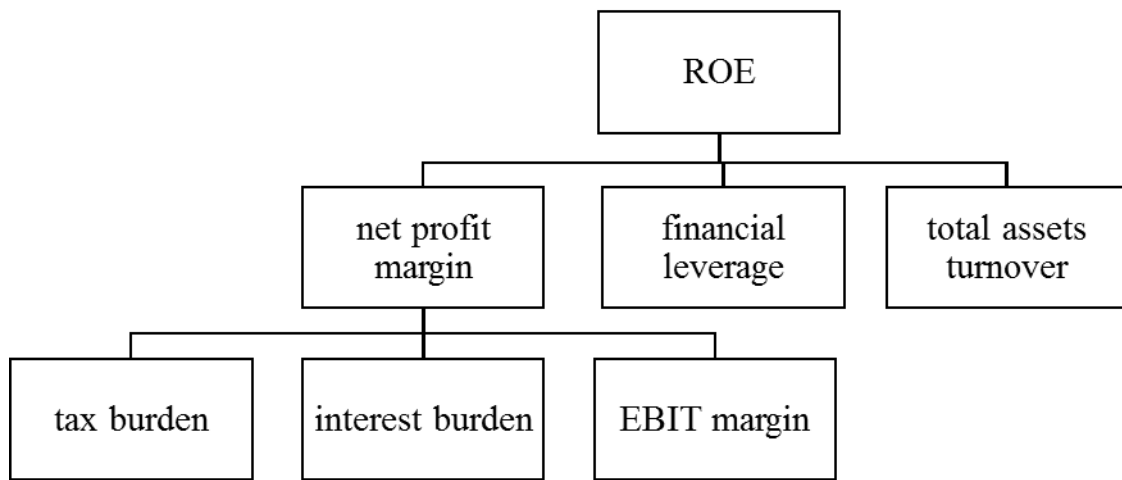 ROE
net profit
margin
financial
leverage
total assets
turnover
tax burden
interest burden
EBIT margin